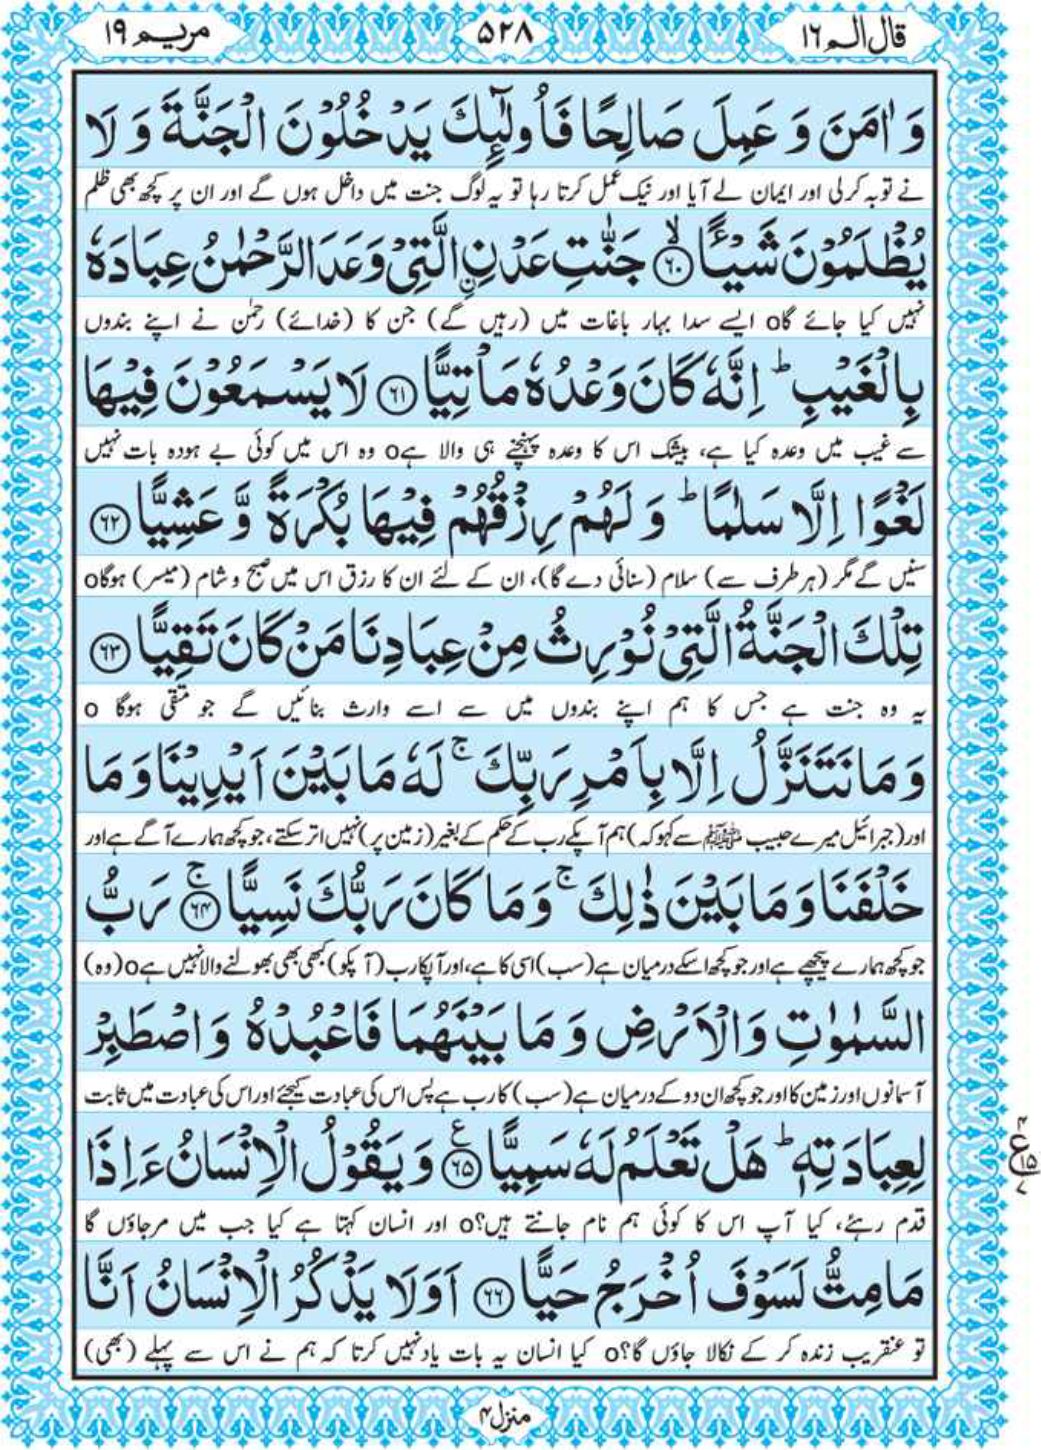 قال الم ١٦
٥٢٨
مریم ١٩
وَ اٰمَنَ وَ عَمِلَ صَالِحًا فَاُولٰٓئِكَ يَدْخُلُوْنَ الْجَنَّةَ وَ لَا
نے توبہ کرلی اور ایمان لے آیا اور نیک عمل کرتا رہا تو یہ لوگ جنت میں داخل ہوں گے اور ان پر کچھ بھی ظلم
يُظْلَمُوْنَ شَيْـًٔا ۙ﴿٦٠﴾ جَنّٰتِ عَدْنِ ِ۟الَّتِيْ وَعَدَ الرَّحْمٰنُ عِبَادَهٗ
نہیں کیا جائے گاo ایسے سدا بہار باغات میں (رہیں گے) جن کا (خدائے) رحمٰن نے اپنے بندوں
بِالْغَيْبِ ؕ اِنَّهٗ كَانَ وَعْدُهٗ مَاْتِيًّا ﴿٦١﴾ لَا يَسْمَعُوْنَ فِيْهَا
سے غیب میں وعدہ کیا ہے، بیشک اس کا وعدہ پہنچنے ہی والا ہےo وہ اس میں کوئی بے ہودہ بات نہیں
لَغْوًا اِلَّا سَلٰمًا ؕ وَ لَهُمْ رِزْقُهُمْ فِيْهَا بُكْرَةً وَّ عَشِيًّا ﴿٦٢﴾
سنیں گے مگر (ہر طرف سے) سلام (سنائی دے گا)، ان کے لئے ان کا رزق اس میں صبح و شام (میسر) ہوگاo
تِلْكَ الْجَنَّةُ الَّتِيْ نُوْرِثُ مِنْ عِبَادِنَا مَنْ كَانَ تَقِيًّا ﴿٦٣﴾
یہ وہ جنت ہے جس کا ہم اپنے بندوں میں سے اسے وارث بنائیں گے جو متقی ہوگا o
وَ مَا نَتَنَزَّلُ اِلَّا بِاَمْرِ رَبِّكَ ۚ لَهٗ مَا بَيْنَ اَيْدِيْنَا وَ مَا
اور (جبرائیل میرے حبیب ﷺ سے کہو کہ) ہم آپکے رب کے حکم کے بغیر (زمین پر) نہیں اتر سکتے، جو کچھ ہمارے آگے ہے اور
خَلْفَنَا وَ مَا بَيْنَ ذٰلِكَ ۚ وَ مَا كَانَ رَبُّكَ نَسِيًّا ۚ﴿٦٤﴾ رَبُّ
جو کچھ ہمارے پیچھے ہے اور جو کچھ اسکے درمیان ہے (سب) اسی کا ہے، اور آپکا رب (آپکو) کبھی بھی بھولنے والا نہیں ہےo (وہ)
السَّمٰوٰتِ وَ الْاَرْضِ وَ مَا بَيْنَهُمَا فَاعْبُدْهُ وَ اصْطَبِرْ
آسمانوں اور زمین کا اور جو کچھ ان دو کے درمیان ہے (سب) کا رب ہے پس اس کی عبادت کیجئے اور اس کی عبادت میں ثابت
لِعِبَادَتِهٖ ؕ هَلْ تَعْلَمُ لَهٗ سَمِيًّا ﴿٦٥﴾ ع وَ يَقُوْلُ الْاِنْسَانُ ءَاِذَا
قدم رہئے، کیا آپ اس کا کوئی ہم نام جانتے ہیں؟o اور انسان کہتا ہے کیا جب میں مرجاؤں گا
مَا مِتُّ لَسَوْفَ اُخْرَجُ حَيًّا ﴿٦٦﴾ اَوَلَا يَذْكُرُ الْاِنْسَانُ اَنَّا
تو عنقریب زندہ کر کے نکالا جاؤں گا؟o کیا انسان یہ بات یاد نہیں کرتا کہ ہم نے اس سے پہلے (بھی)
منزل ٤